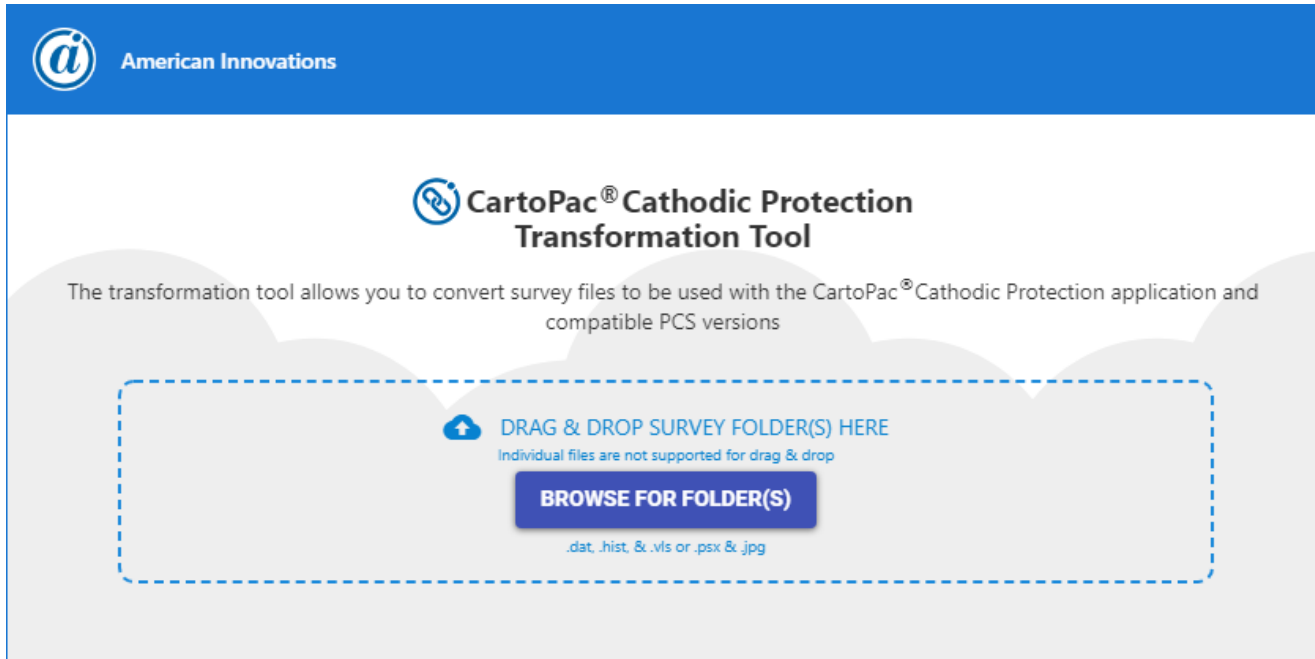 American Innovations
CartoPac® Cathodic Protection
Transformation Tool
The transformation tool allows you to convert survey files to be used with the CartoPac® Cathodic Protection application and
compatible PCS versions
DRAG & DROP SURVEY FOLDER(S) HERE
Individual files are not supported for drag & drop
BROWSE FOR FOLDER(S)
.dat, .hist, & .vls or .psx & .jpg